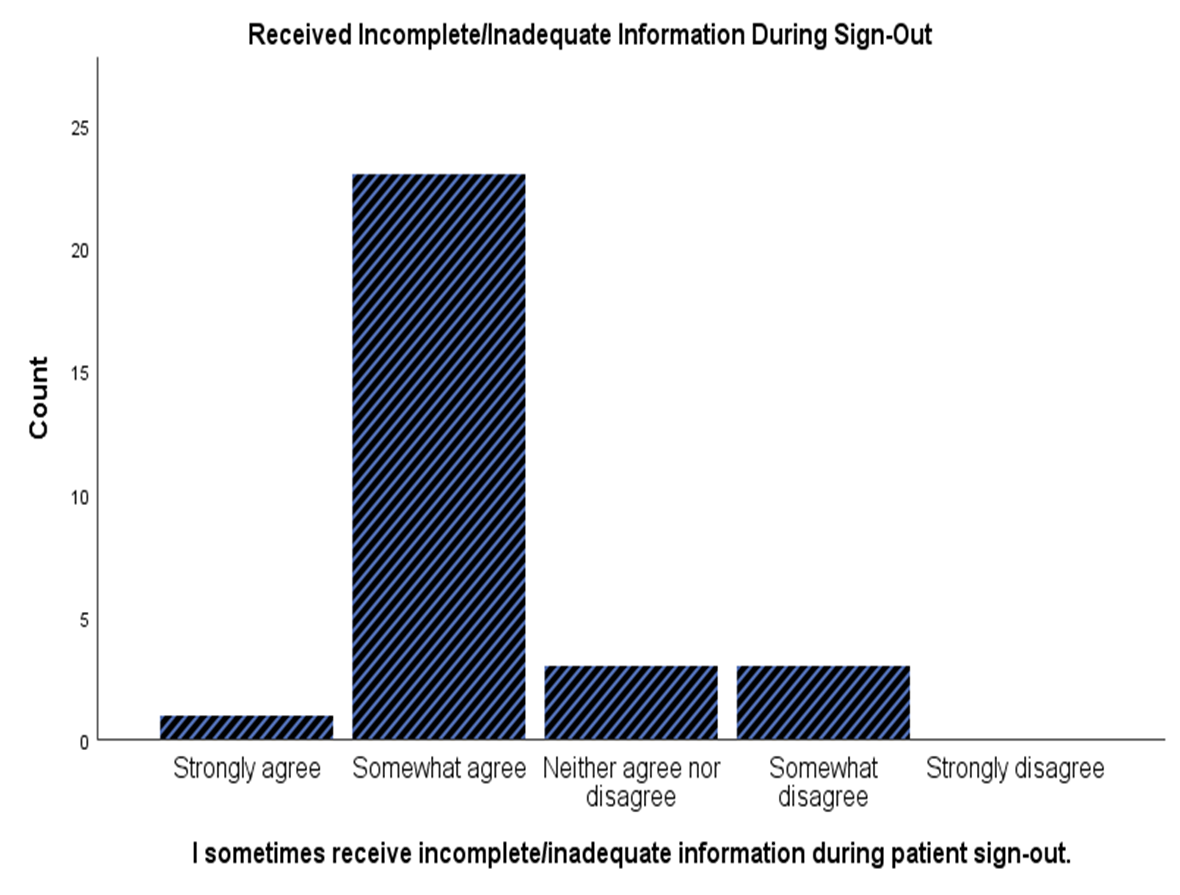 Received Incomplete/Inadequate Information During Sign-Out
Count
25
20
15
10
5
0
Strongly agree
Somewhat agree
Neither agree nor
disagree
Somewhat
disagree
Strongly disagree
I sometimes receive incomplete/inadequate information during patient sign-out.